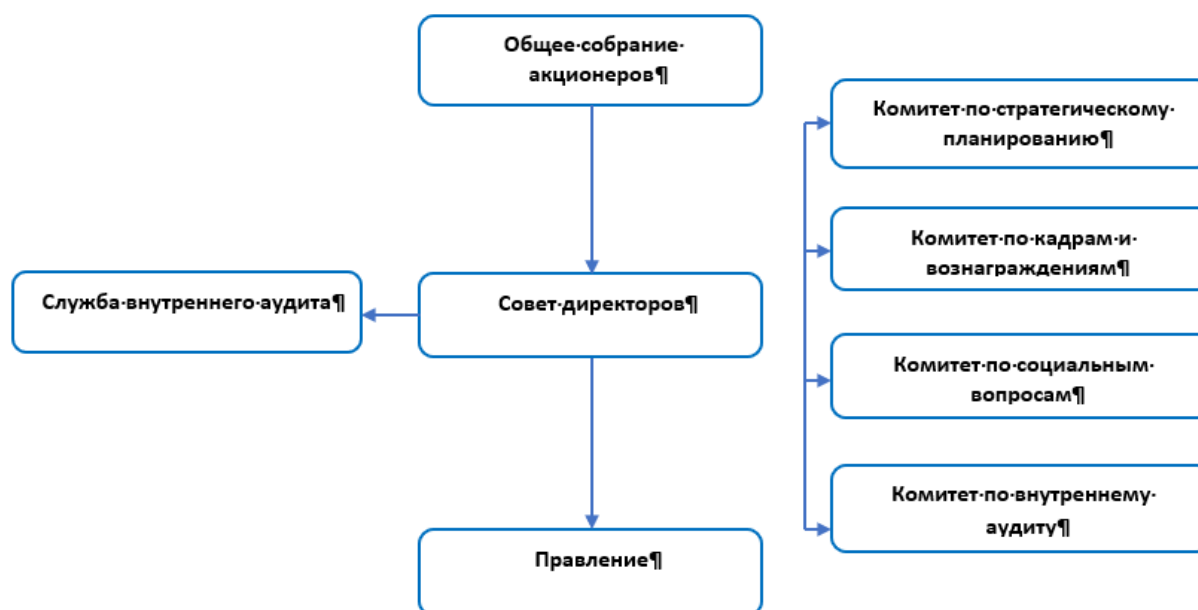 Общее·собрание·
акционеров¶
Комитет·по·стратегическому·
планированию¶
Комитет·по·кадрам·и·
вознаграждениям¶
Служба·внутреннего·аудита¶
Совет·директоров¶
Комитет·по·социальным·
вопросам¶
Комитет·по·внутреннему·
аудиту¶
Правление¶